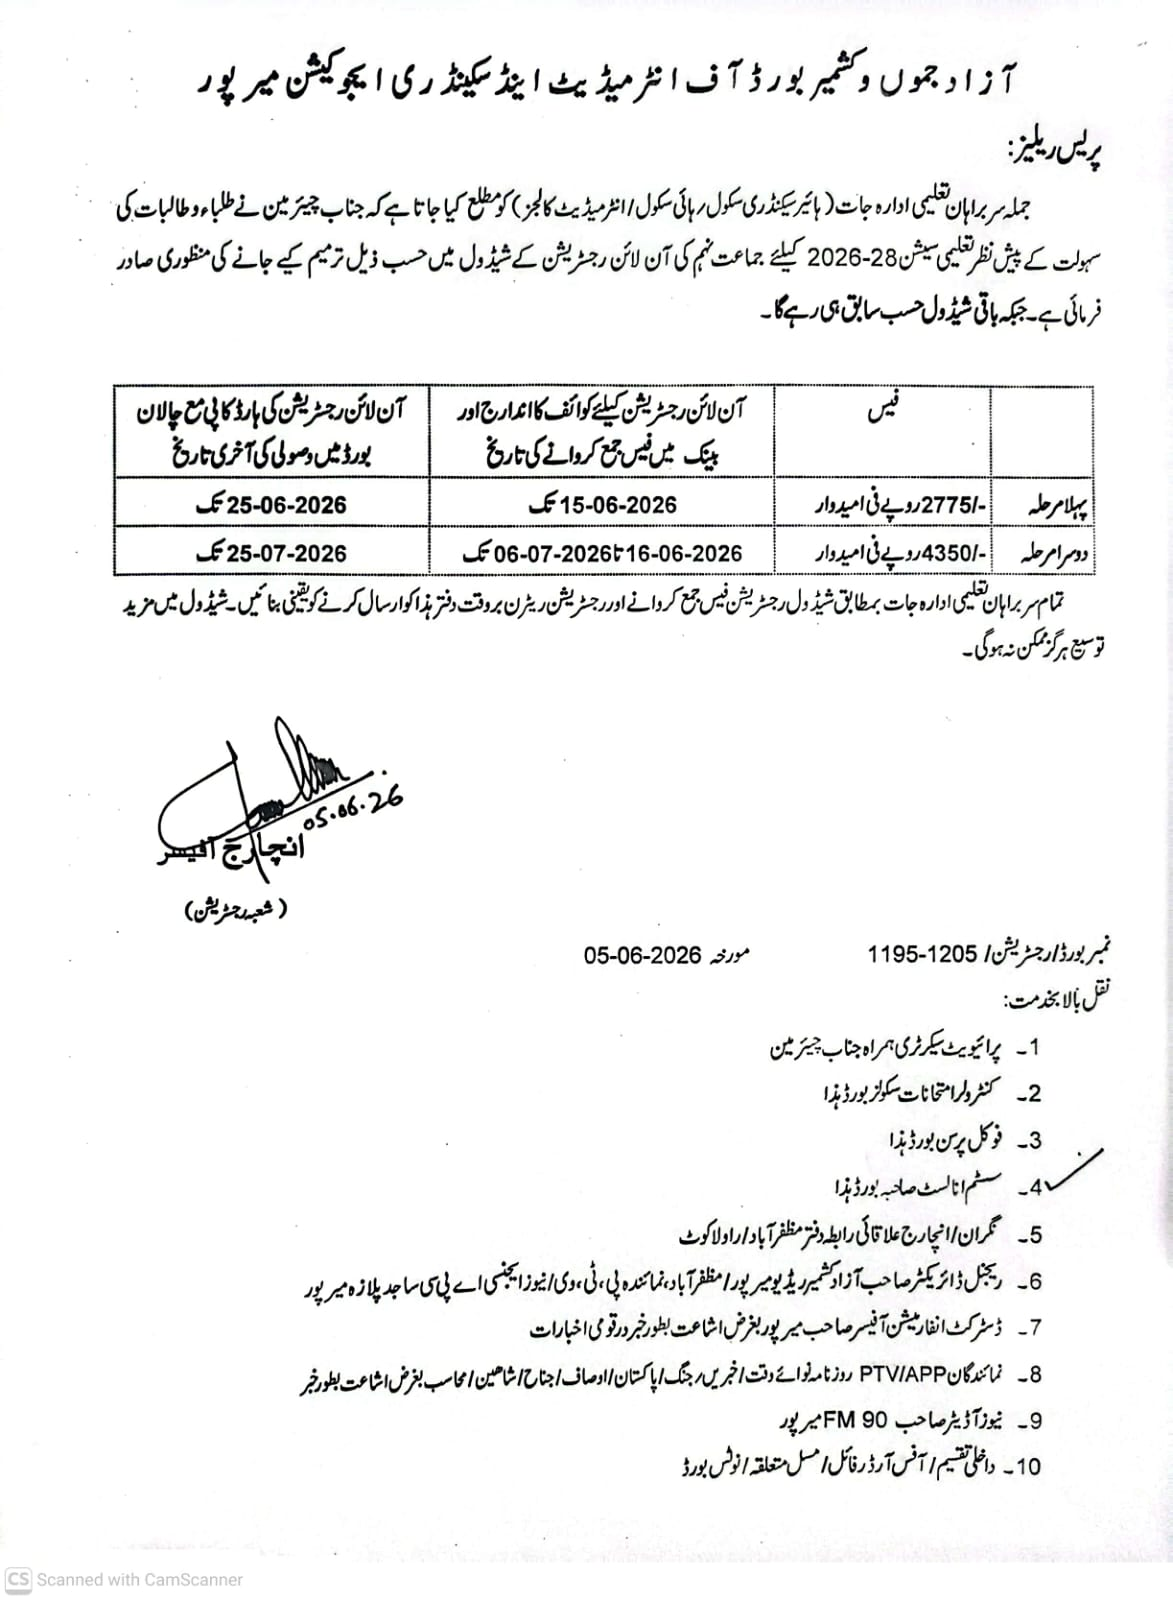 آزاد جموں و کشمیر بورڈ آف انٹرمیڈیٹ اینڈ سکینڈری ایجوکیشن میرپور
پریس ریلیز:
جملہ سربراہان تعلیمی ادارہ جات (ہائیر سیکنڈری سکول / ہائی سکول / انٹرمیڈیٹ کالجز) کو مطلع کیا جاتا ہے کہ جناب چیئرمین نے طلباء و طالبات کی
سہولت کے پیش نظر تعلیمی سیشن 2026-28 کیلئے جماعت نہم کی آن لائن رجسٹریشن کے شیڈول میں حسب ذیل ترمیم کیے جانے کی منظوری صادر
فرمائی ہے۔ جبکہ باقی شیڈول حسب سابق ہی رہے گا۔
فیس
آن لائن رجسٹریشن کیلئے کوائف کا اندارج اور
بینک میں فیس جمع کروانے کی تاریخ
آن لائن رجسٹریشن کی ہارڈ کاپی مع چالان
بورڈ میں وصولی کی آخری تاریخ
پہلا مرحلہ 2775/- روپے فی امیدوار 15-06-2026 تک 25-06-2026 تک
دوسرا مرحلہ 4350/- روپے فی امیدوار 16-06-2026 تا 06-07-2026 تک 25-07-2026 تک
تمام سربراہان تعلیمی ادارہ جات بمطابق شیڈول رجسٹریشن فیس جمع کروانے اور رجسٹریشن ریٹرن بروقت دفتر ہذا کو ارسال کرنے کو یقینی بنائیں۔ شیڈول میں مزید
توسیع ہرگز ممکن نہ ہوگی۔
05.06.26
انچارج آفیسر
(شعبہ رجسٹریشن)
نمبر بورڈ/رجسٹریشن/ 1195-1205 مورخہ 05-06-2026
نقل بالا بخدمت:
1۔ پرائیویٹ سیکرٹری ہمراہ جناب چیئرمین
2۔ کنٹرولر امتحانات سکولز بورڈ ہذا
3۔ فوکل پرسن بورڈ ہذا
4۔ سسٹم انالسٹ صاحبہ بورڈ ہذا
5۔ نگران/انچارج علاقائی رابطہ دفتر مظفرآباد/راولاکوٹ
6۔ ریجنل ڈائریکٹر صاحب آزاد کشمیر ریڈیو میرپور/مظفرآباد، نمائندہ پی، ٹی، وی/نیوز ایجنسی اے پی سی ساجد پلازہ میرپور
7۔ ڈسٹرکٹ انفارمیشن آفیسر صاحب میرپور بغرض اشاعت بطور خبر در قومی اخبارات
8۔ نمائندگان PTV/APP روزنامہ نوائے وقت/خبریں/جنگ/پاکستان/اوصاف/جناح/شاھین/محاسب بغرض اشاعت بطور خبر
9۔ نیوز آڈیٹر صاحب FM 90 میرپور
10۔ داخلی تقسیم/آفس آرڈر فائل/مسل متعلقہ/نوٹس بورڈ
CS Scanned with CamScanner